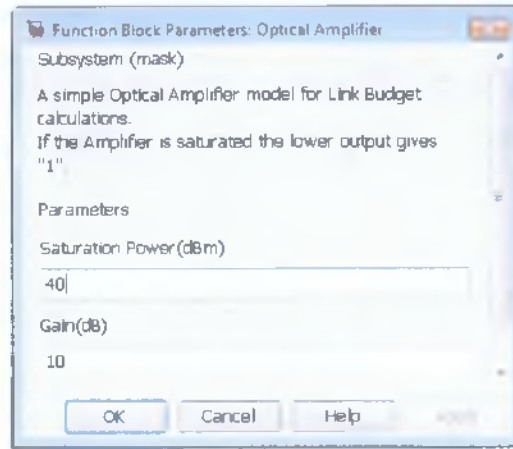 Function Block Parameters: Optical Amplifier
Subsystem (mask)
A simple Optical Amplifier model for Link Budget
calculations.
If the Amplifier is saturated the lower output gives
"1"
Parameters
Saturation Power(dBm)
40
Gain(dB)
10
OK Cancel Help Apply